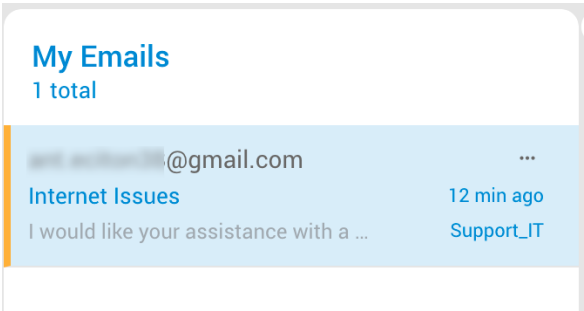 My Emails
1 total
@gmail.com ...
Internet Issues 12 min ago
I would like your assistance with a ... Support_IT